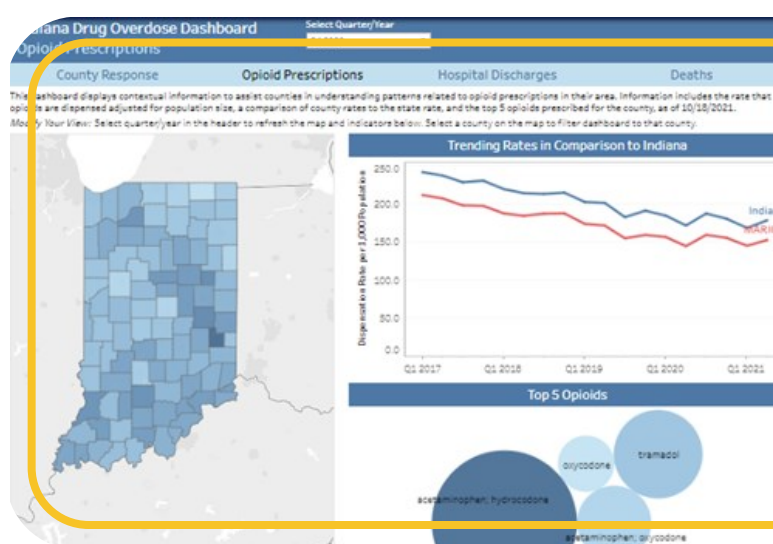 Indiana Drug Overdose Dashboard
Opioid Prescriptions
Select Quarter/Year
County Response
Opioid Prescriptions
Hospital Discharges
Deaths
This dashboard displays contextual information to assist counties in understanding patterns related to opioid prescriptions in their area. Information includes the rate that
opioids are dispensed adjusted for population size, a comparison of county rates to the state rate, and the top 5 opioids prescribed for the county, as of 10/18/2021.
Modify Your View: Select quarter/year in the header to refresh the map and indicators below. Select a county on the map to filter dashboard to that county.
Trending Rates in Comparison to Indiana
Dispensation Rate per 1,000 Population
250.0
200.0
150.0
100.0
50.0
0.0
India
MARI
Q1 2017
Q1 2018
Q1 2019
Q1 2020
Q1 2021
Top 5 Opioids
tramadol
oxycodone
acetaminophen; hydrocodone
acetaminophen; oxycodone